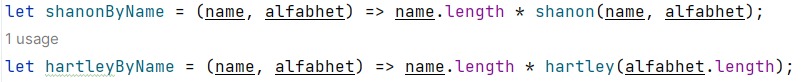 let shanonByName = (name, alfabhet) => name.length * shanon(name, alfabhet);
1 usage
let hartleyByName = (name, alfabhet) => name.length * hartley(alfabhet.length);